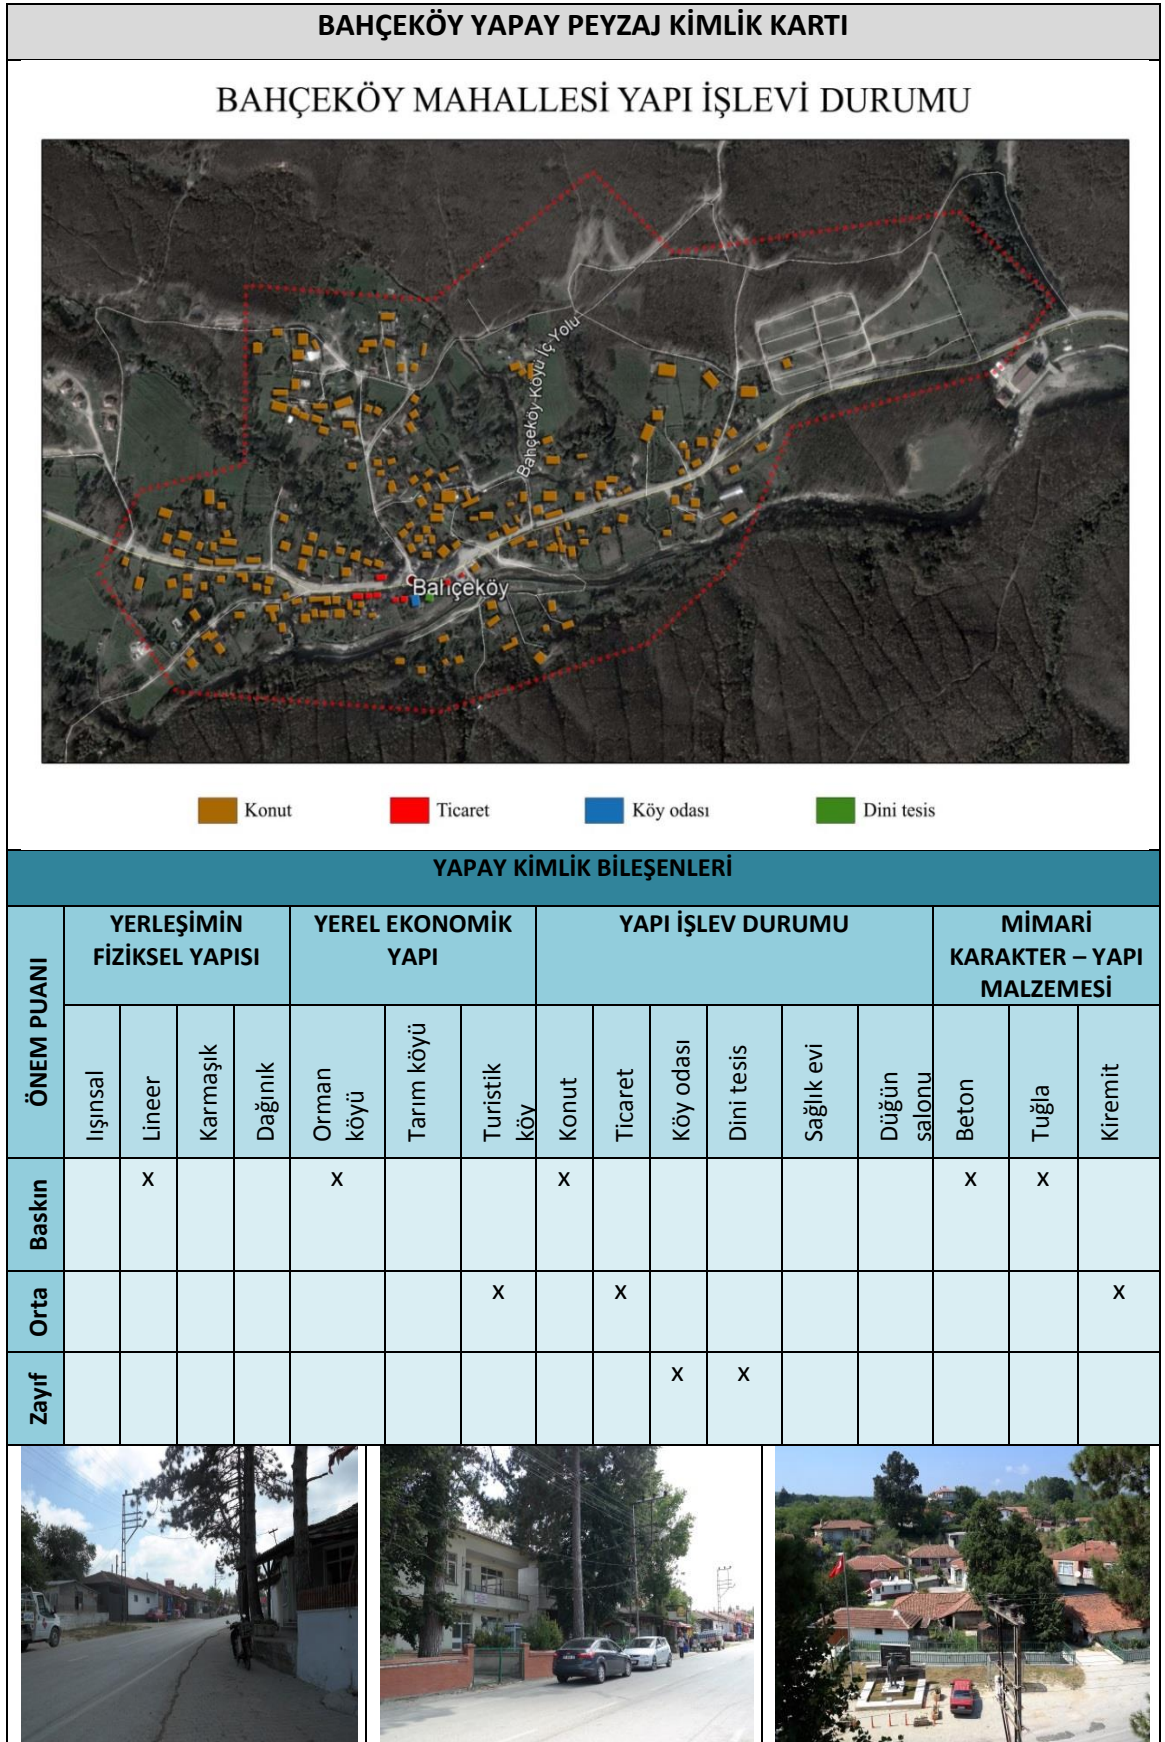 BAHÇEKÖY YAPAY PEYZAJ KİMLİK KARTI
BAHÇEKÖY MAHALLESİ YAPI İŞLEVİ DURUMU
Bahçeköy Köyü İç Yolu
Bahçeköy
Konut
Ticaret
Köy odası
Dini tesis
YAPAY KİMLİK BİLEŞENLERİ
ÖNEM PUANI
YERLEŞİMİN
FİZİKSEL YAPISI
YEREL EKONOMİK
YAPI
YAPI İŞLEV DURUMU
MİMARİ
KARAKTER – YAPI
MALZEMESİ
Iışınsal
Lineer
Karmaşık
Dağınık
Orman
köyü
Tarım köyü
Turistik
köy
Konut
Ticaret
Köy odası
Dini tesis
Sağlık evi
Düğün
salonu
Beton
Tuğla
Kiremit
Baskın
x x x x x
Orta
x x x
Zayıf
x x